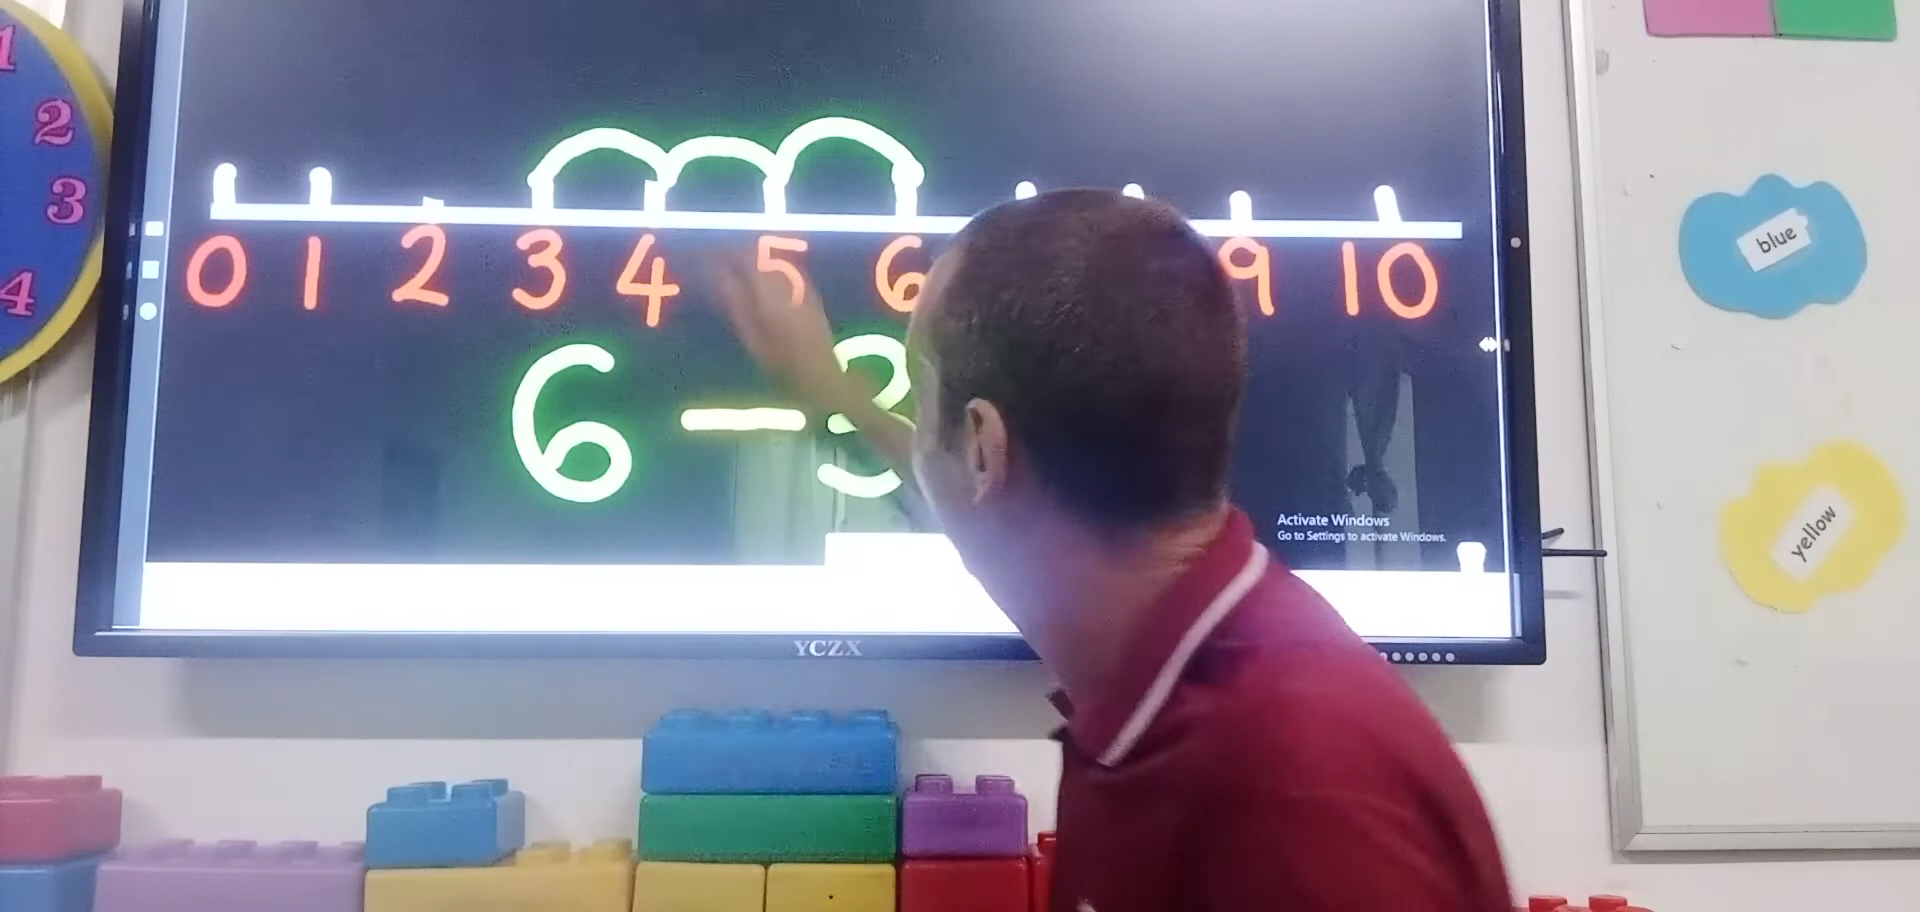 1
2
3
4
0 1 2 3 4 5 6 9 10
6 - 3
Activate Windows
Go to Settings to activate Windows.
YCZX
blue
yellow